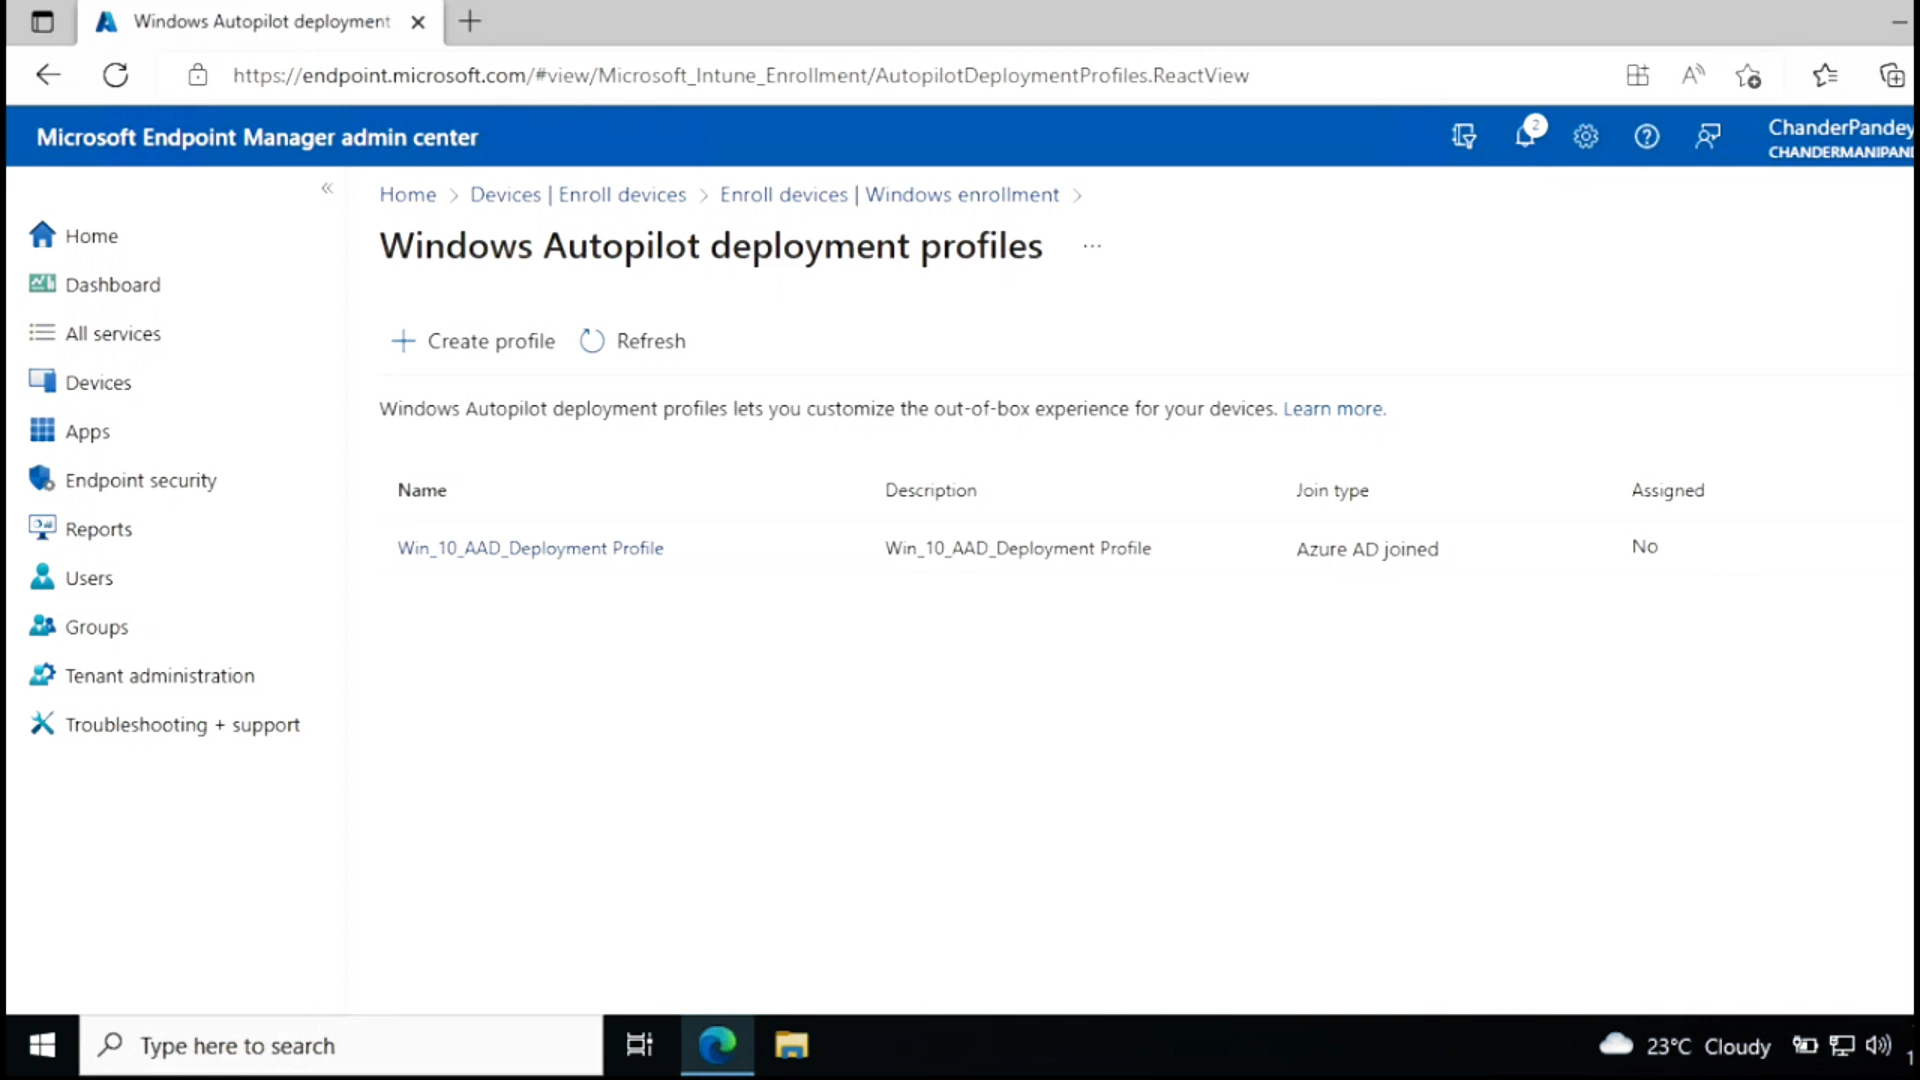 Windows Autopilot deployment
https://endpoint.microsoft.com/#view/Microsoft_Intune_Enrollment/AutopilotDeploymentProfiles.ReactView
Microsoft Endpoint Manager admin center
2
ChanderPandey
CHANDERMANIPAN
Home > Devices | Enroll devices > Enroll devices | Windows enrollment >
Windows Autopilot deployment profiles ...
Home
Dashboard
All services
Devices
Apps
Endpoint security
Reports
Users
Groups
Tenant administration
Troubleshooting + support
Create profile Refresh
Windows Autopilot deployment profiles lets you customize the out-of-box experience for your devices. Learn more.
Name Description Join type Assigned
Win_10_AAD_Deployment Profile Win_10_AAD_Deployment Profile Azure AD joined No
Type here to search
23°C Cloudy